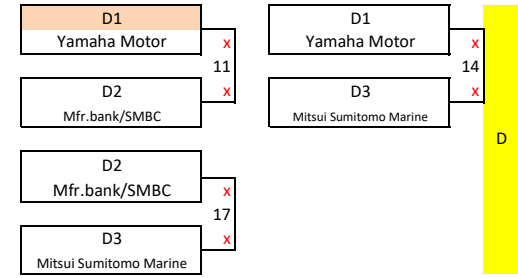 D1
Yamaha Motor
x
11
D2
x
Mfr.bank/SMBC
D1
Yamaha Motor
x
14
D3
x
Mitsui Sumitomo Marine
D2
Mfr.bank/SMBC
x
17
D3
x
Mitsui Sumitomo Marine
D